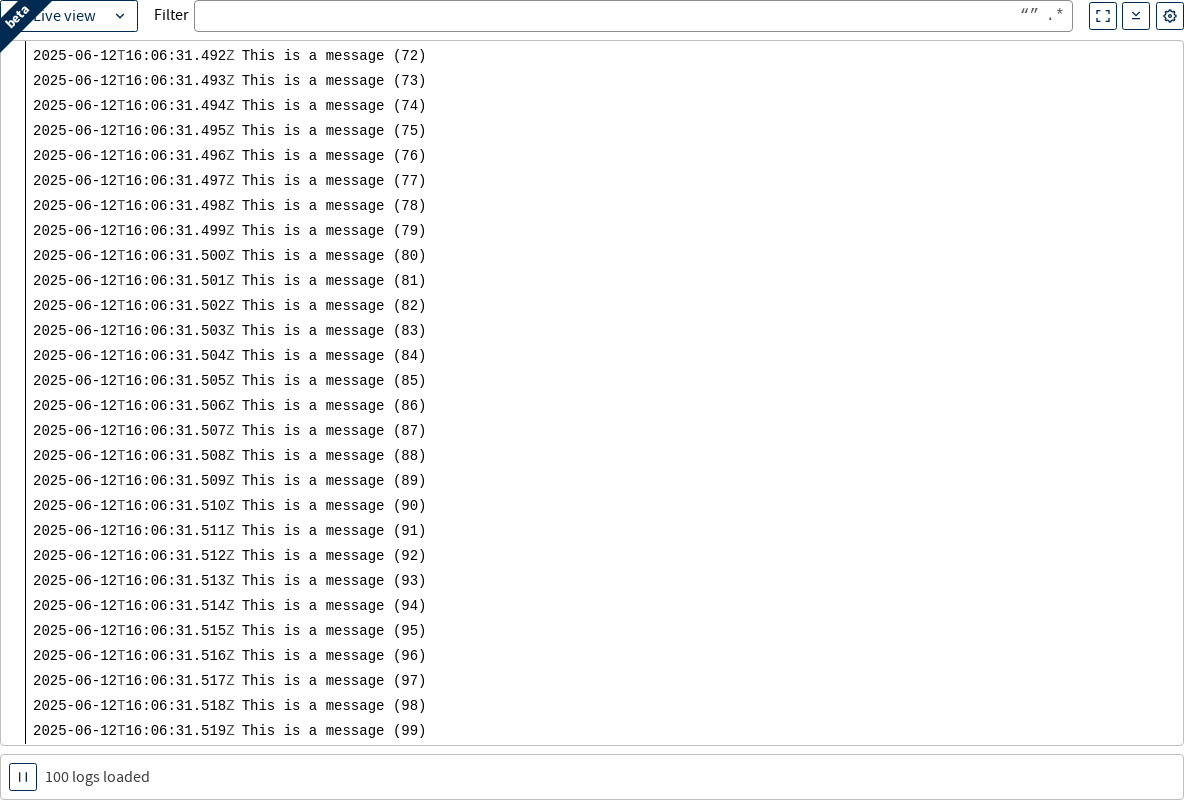 beta
Live view
Filter
“” .*
2025-06-12T16:06:31.492Z This is a message (72)
2025-06-12T16:06:31.493Z This is a message (73)
2025-06-12T16:06:31.494Z This is a message (74)
2025-06-12T16:06:31.495Z This is a message (75)
2025-06-12T16:06:31.496Z This is a message (76)
2025-06-12T16:06:31.497Z This is a message (77)
2025-06-12T16:06:31.498Z This is a message (78)
2025-06-12T16:06:31.499Z This is a message (79)
2025-06-12T16:06:31.500Z This is a message (80)
2025-06-12T16:06:31.501Z This is a message (81)
2025-06-12T16:06:31.502Z This is a message (82)
2025-06-12T16:06:31.503Z This is a message (83)
2025-06-12T16:06:31.504Z This is a message (84)
2025-06-12T16:06:31.505Z This is a message (85)
2025-06-12T16:06:31.506Z This is a message (86)
2025-06-12T16:06:31.507Z This is a message (87)
2025-06-12T16:06:31.508Z This is a message (88)
2025-06-12T16:06:31.509Z This is a message (89)
2025-06-12T16:06:31.510Z This is a message (90)
2025-06-12T16:06:31.511Z This is a message (91)
2025-06-12T16:06:31.512Z This is a message (92)
2025-06-12T16:06:31.513Z This is a message (93)
2025-06-12T16:06:31.514Z This is a message (94)
2025-06-12T16:06:31.515Z This is a message (95)
2025-06-12T16:06:31.516Z This is a message (96)
2025-06-12T16:06:31.517Z This is a message (97)
2025-06-12T16:06:31.518Z This is a message (98)
2025-06-12T16:06:31.519Z This is a message (99)
100 logs loaded